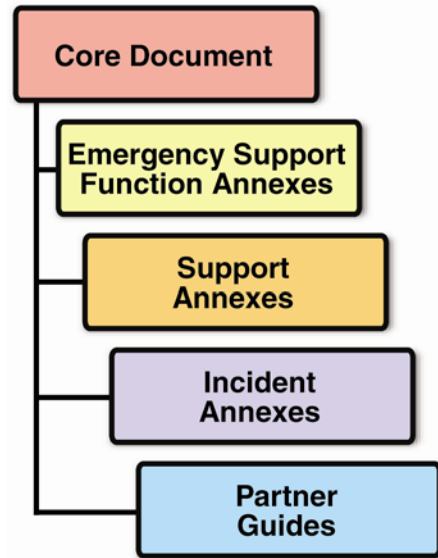 Core Document
Emergency Support
Function Annexes
Support
Annexes
Incident
Annexes
Partner
Guides